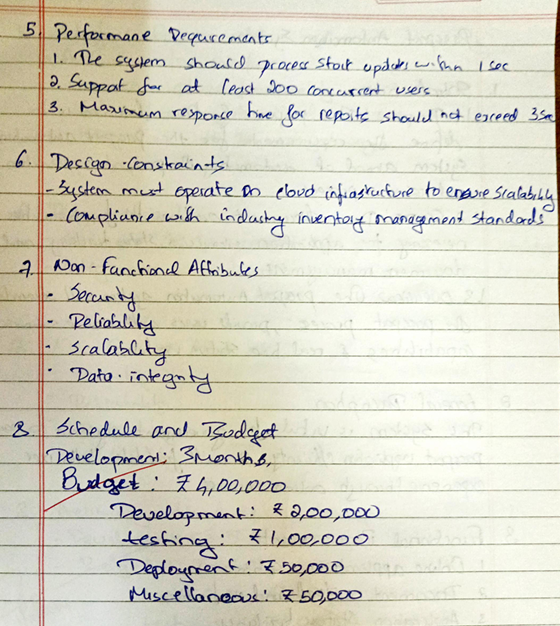 5. Performane Dequrements
1. The system should process stock updates within 1 sec
2. Support for at least 200 concurrent users
3. Maximum responce time for reports should not exceed 3sec
6. Design constraints
- System must operate on cloud infrastructure to ensure scalability
- Compliance with industry inventory management standards
7. Non-Functional Attributes
- Security
- Reliability
- Scalability
- Data integrity
8. Schedule and Budget
Development: 3 Months,
Budget: ₹ 4,00,000
Development: ₹ 2,00,000
testing: ₹ 1,00,000
Deployment: ₹ 50,000
Miscellaneous: ₹ 50,000